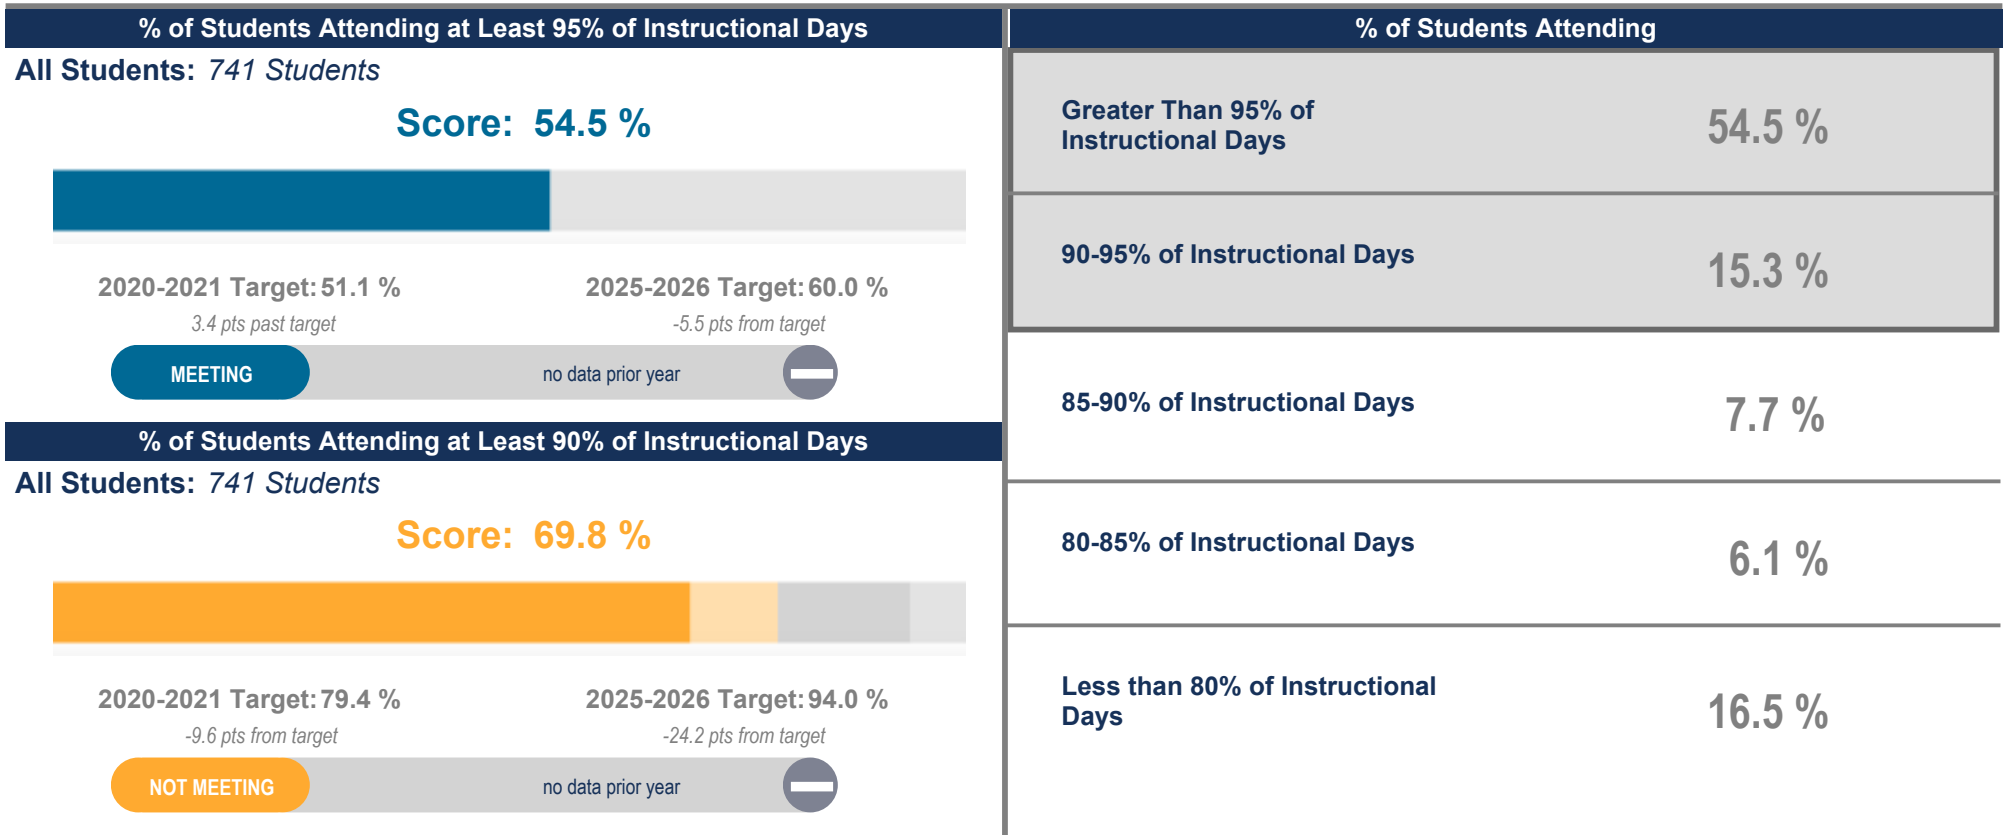 % of Students Attending at Least 95% of Instructional Days
All Students: 741 Students
Score: 54.5 %
2020-2021 Target: 51.1 %
3.4 pts past target
2025-2026 Target: 60.0 %
-5.5 pts from target
MEETING
no data prior year
% of Students Attending at Least 90% of Instructional Days
All Students: 741 Students
Score: 69.8 %
2020-2021 Target: 79.4 %
-9.6 pts from target
2025-2026 Target: 94.0 %
-24.2 pts from target
NOT MEETING
no data prior year
% of Students Attending
Greater Than 95% of
Instructional Days
54.5 %
90-95% of Instructional Days
15.3 %
85-90% of Instructional Days
7.7 %
80-85% of Instructional Days
6.1 %
Less than 80% of Instructional
Days
16.5 %